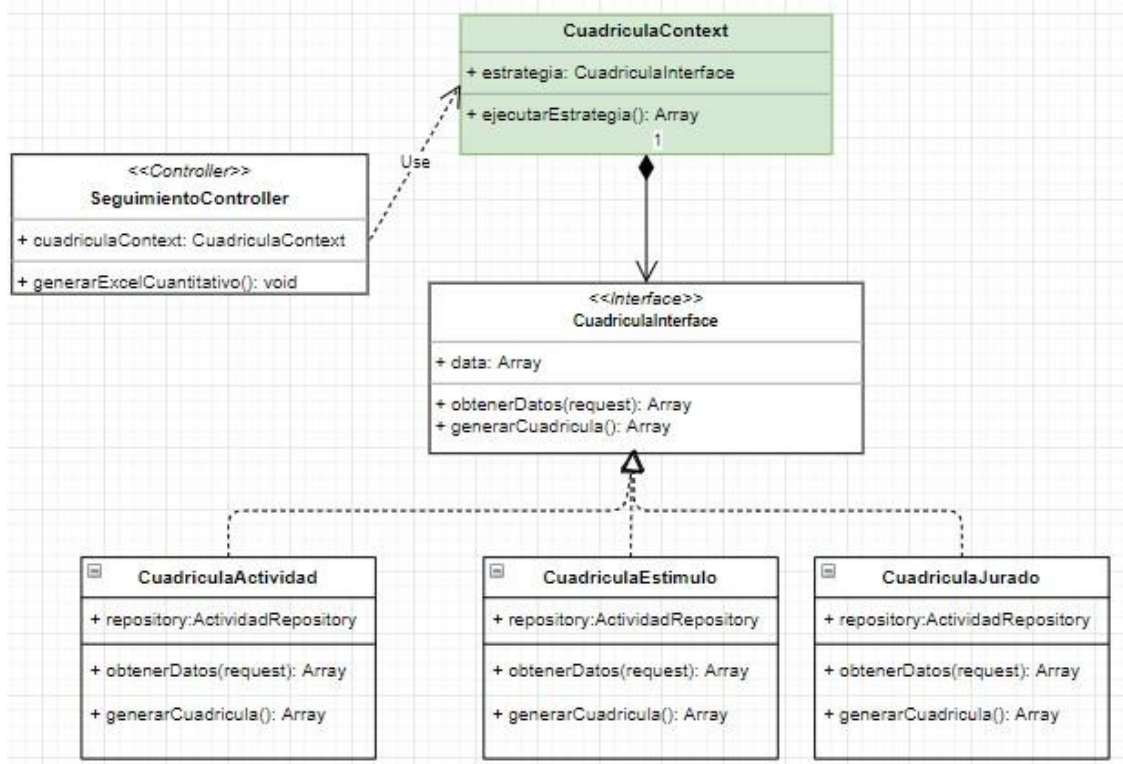 CuadriculaContext
+ estrategia: CuadriculaInterface
+ ejecutarEstrategia(): Array
1
Use
<<Controller>>
SeguimientoController
+ cuadriculaContext: CuadriculaContext
+ generarExcelCuantitativo(): void
<<Interface>>
CuadriculaInterface
+ data: Array
+ obtenerDatos(request): Array
+ generarCuadricula(): Array
CuadriculaActividad
+ repository:ActividadRepository
+ obtenerDatos(request): Array
+ generarCuadricula(): Array
CuadriculaEstimulo
+ repository:ActividadRepository
+ obtenerDatos(request): Array
+ generarCuadricula(): Array
CuadriculaJurado
+ repository:ActividadRepository
+ obtenerDatos(request): Array
+ generarCuadricula(): Array